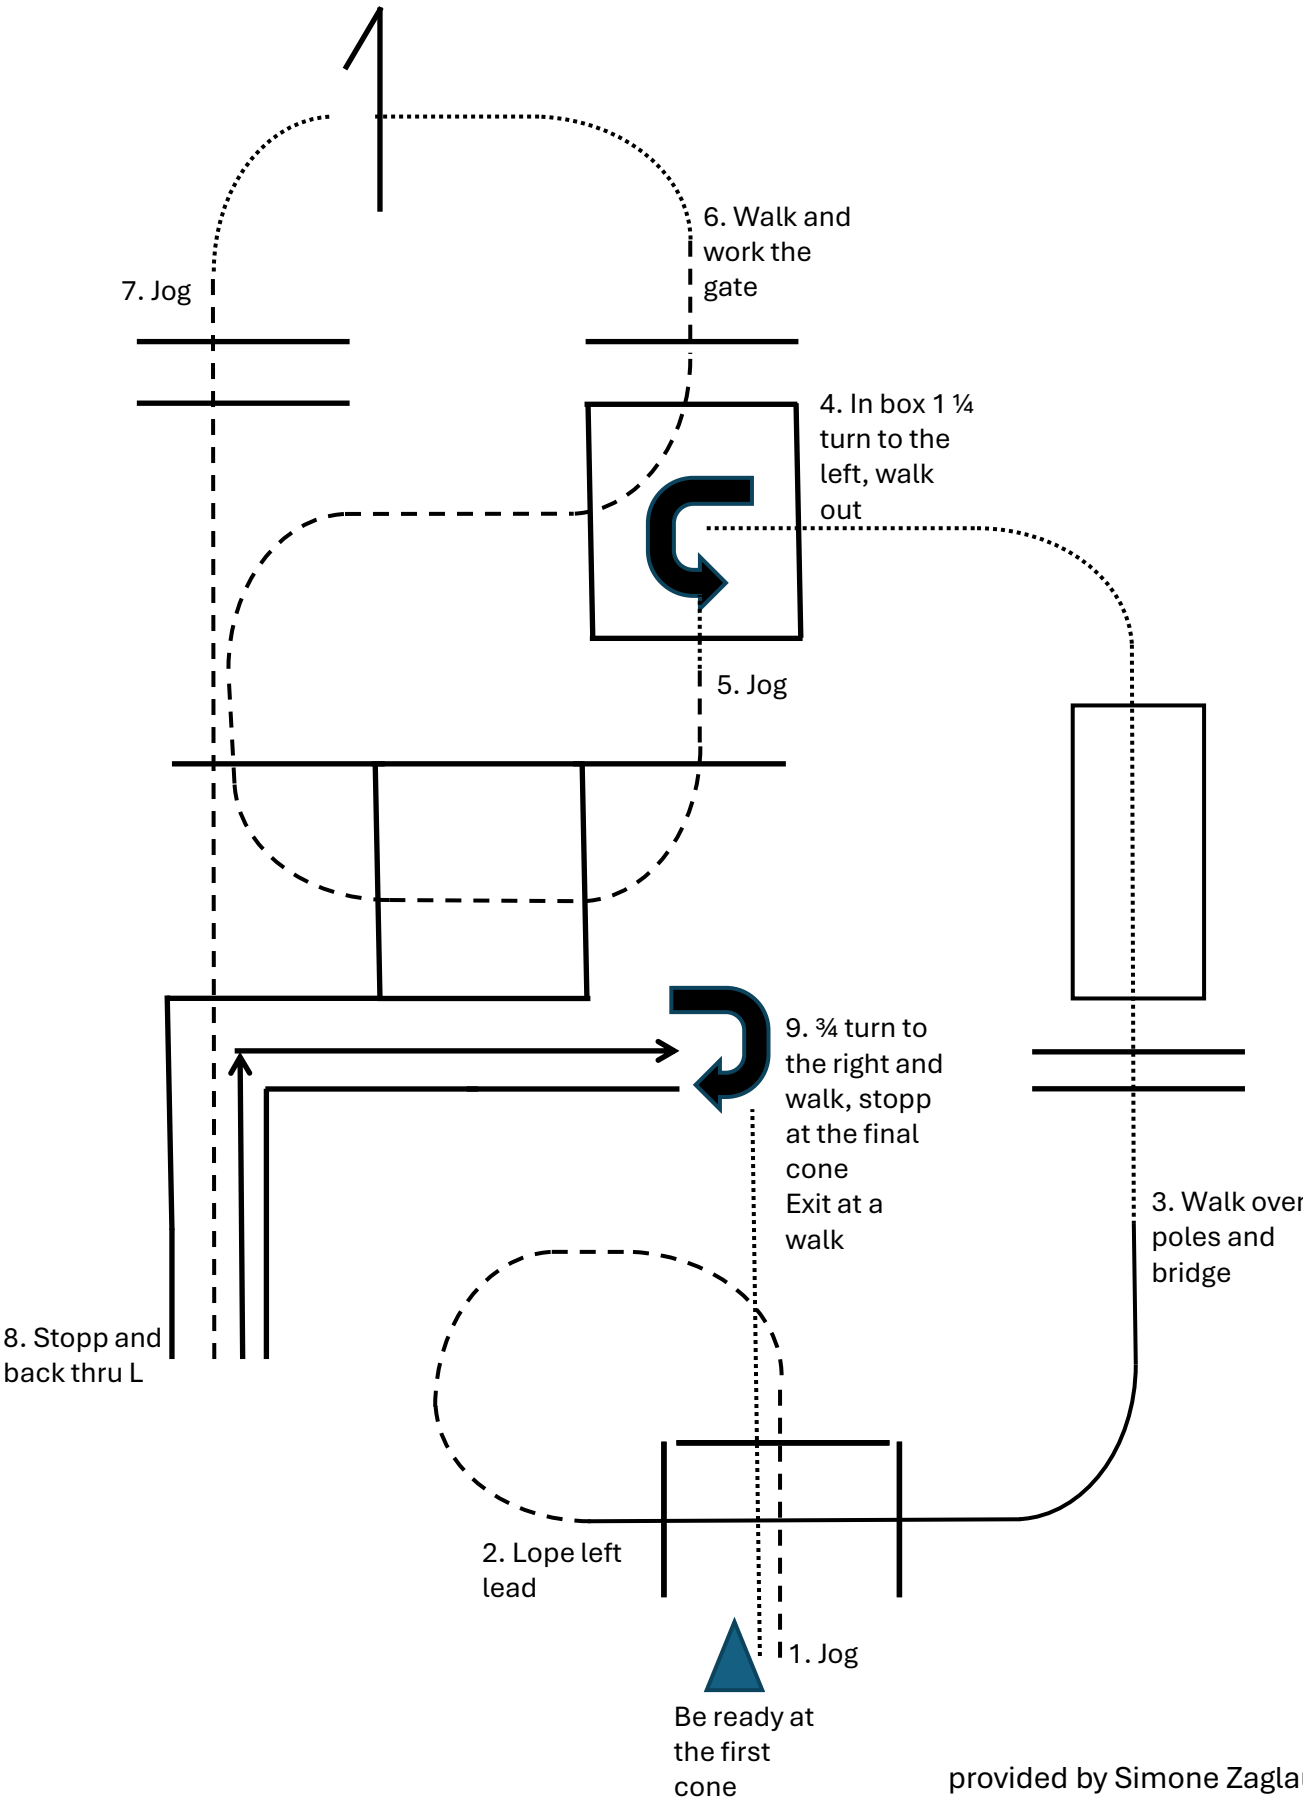 6. Walk and
work the
gate
7. Jog
4. In box 1 ¼
turn to the
left, walk
out
5. Jog
9. ¾ turn to
the right and
walk, stopp
at the final
cone
Exit at a
walk
3. Walk over
poles and
bridge
8. Stopp and
back thru L
2. Lope left
lead
1. Jog
Be ready at
the first
cone
provided by Simone